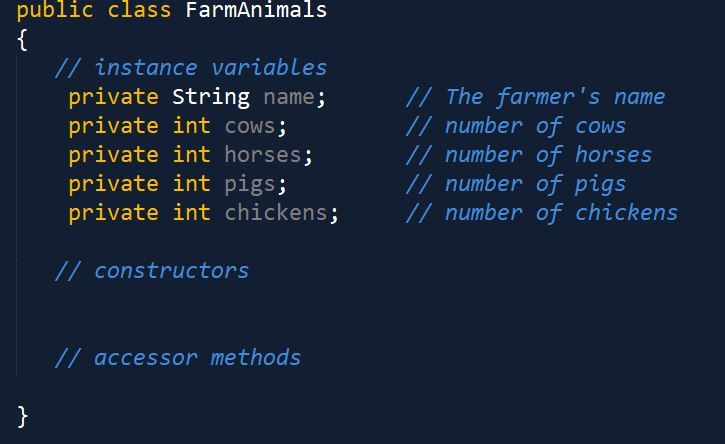 public class FarmAnimals
{
// instance variables
private String name; // The farmer's name
private int cows; // number of cows
private int horses; // number of horses
private int pigs; // number of pigs
private int chickens; // number of chickens
// constructors
// accessor methods
}